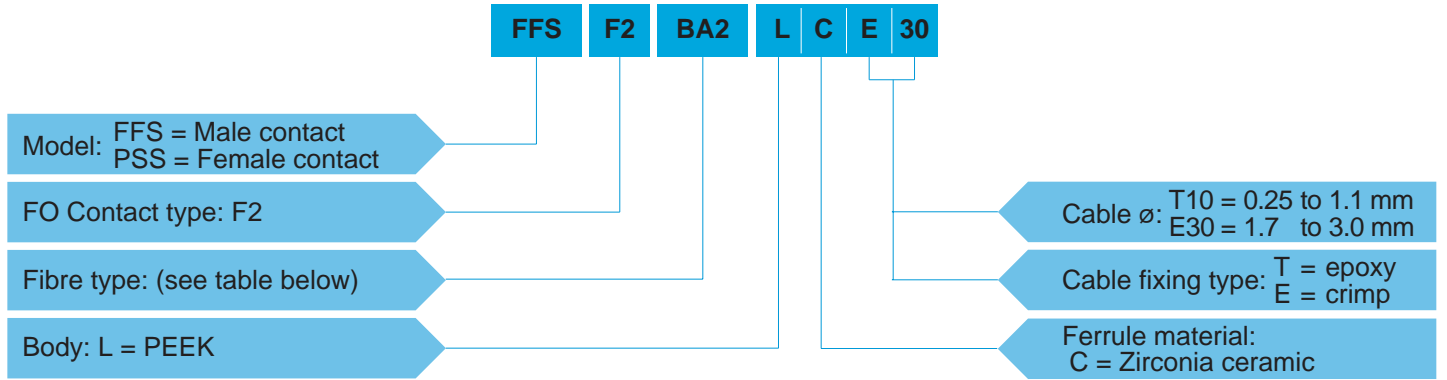 FFS F2 BA2 L C E 30
Model: FFS = Male contact
PSS = Female contact
FO Contact type: F2
Fibre type: (see table below)
Body: L = PEEK
Cable ø: T10 = 0.25 to 1.1 mm
E30 = 1.7 to 3.0 mm
Cable fixing type: T = epoxy
E = crimp
Ferrule material:
C = Zirconia ceramic